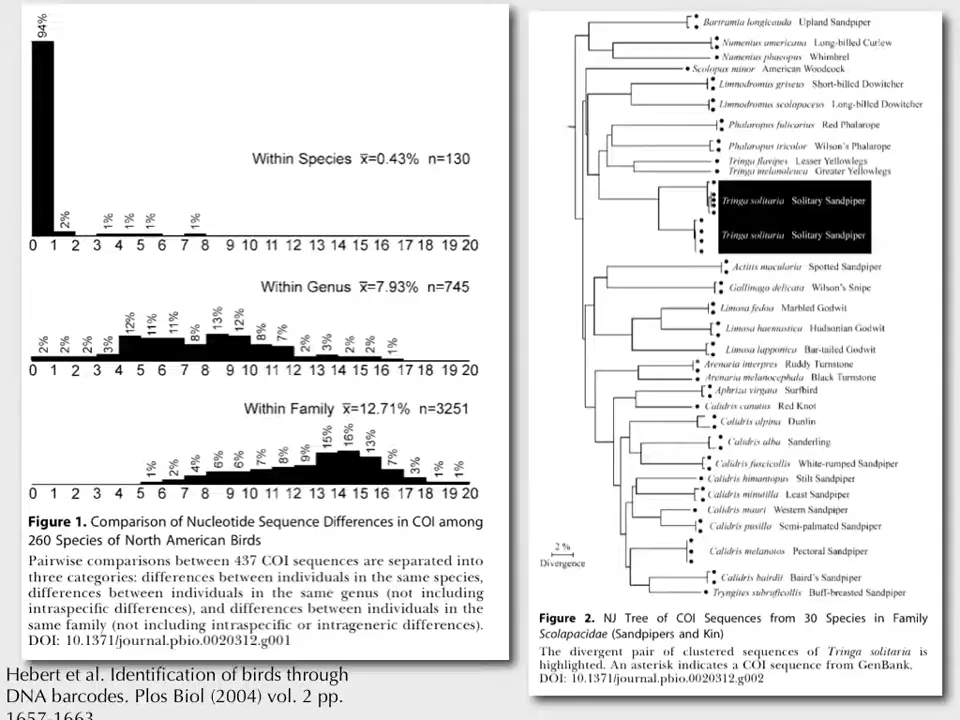 94%
2%
1%
1%
1%
1%
Within Species x̄=0.43% n=130
0 1 2 3 4 5 6 7 8 9 10 11 12 13 14 15 16 17 18 19 20
Within Genus x̄=7.93% n=745
2% 2% 2% 3% 12% 11% 11% 8% 13% 12% 8% 7% 2% 3% 2% 2% 1%
0 1 2 3 4 5 6 7 8 9 10 11 12 13 14 15 16 17 18 19 20
Within Family x̄=12.71% n=3251
1% 2% 4% 6% 6% 7% 8% 9% 15% 16% 13% 7% 3% 1% 1%
0 1 2 3 4 5 6 7 8 9 10 11 12 13 14 15 16 17 18 19 20
Figure 1. Comparison of Nucleotide Sequence Differences in COI among
260 Species of North American Birds
Pairwise comparisons between 437 COI sequences are separated into
three categories: differences between individuals in the same species,
differences between individuals in the same genus (not including
intraspecific differences), and differences between individuals in the
same family (not including intraspecific or intrageneric differences).
DOI: 10.1371/journal.pbio.0020312.g001
Hebert et al. Identification of birds through
DNA barcodes. Plos Biol (2004) vol. 2 pp.
1657-1663
Bartramia longicauda Upland Sandpiper
Numenius americana Long-billed Curlew
Numenius phaeopus Whimbrel
Scolopax minor American Woodcock
Limnodromus griseus Short-billed Dowitcher
Limnodromus scolopaceus Long-billed Dowitcher
Phalaropus fulicarius Red Phalarope
Phalaropus tricolor Wilson's Phalarope
Tringa flavipes Lesser Yellowlegs
Tringa melanoleuca Greater Yellowlegs
Tringa solitaria Solitary Sandpiper
Tringa solitaria Solitary Sandpiper
Actitis macularia Spotted Sandpiper
Gallinago delicata Wilson's Snipe
Limosa fedoa Marbled Godwit
Limosa haemastica Hudsonian Godwit
Limosa lapponica Bar-tailed Godwit
Arenaria interpres Ruddy Turnstone
Arenaria melanocephala Black Turnstone
Aphriza virgata Surfbird
Calidris canutus Red Knot
Calidris alpina Dunlin
Calidris alba Sanderling
Calidris fuscicollis White-rumped Sandpiper
Calidris himantopus Stilt Sandpiper
Calidris minutilla Least Sandpiper
Calidris mauri Western Sandpiper
Calidris pusilla Semi-palmated Sandpiper
Calidris melanotos Pectoral Sandpiper
Calidris bairdii Baird's Sandpiper
Tryngites subruficollis Buff-breasted Sandpiper
2 %
Divergence
Figure 2. NJ Tree of COI Sequences from 30 Species in Family
Scolopacidae (Sandpipers and Kin)
The divergent pair of clustered sequences of Tringa solitaria is
highlighted. An asterisk indicates a COI sequence from GenBank.
DOI: 10.1371/journal.pbio.0020312.g002